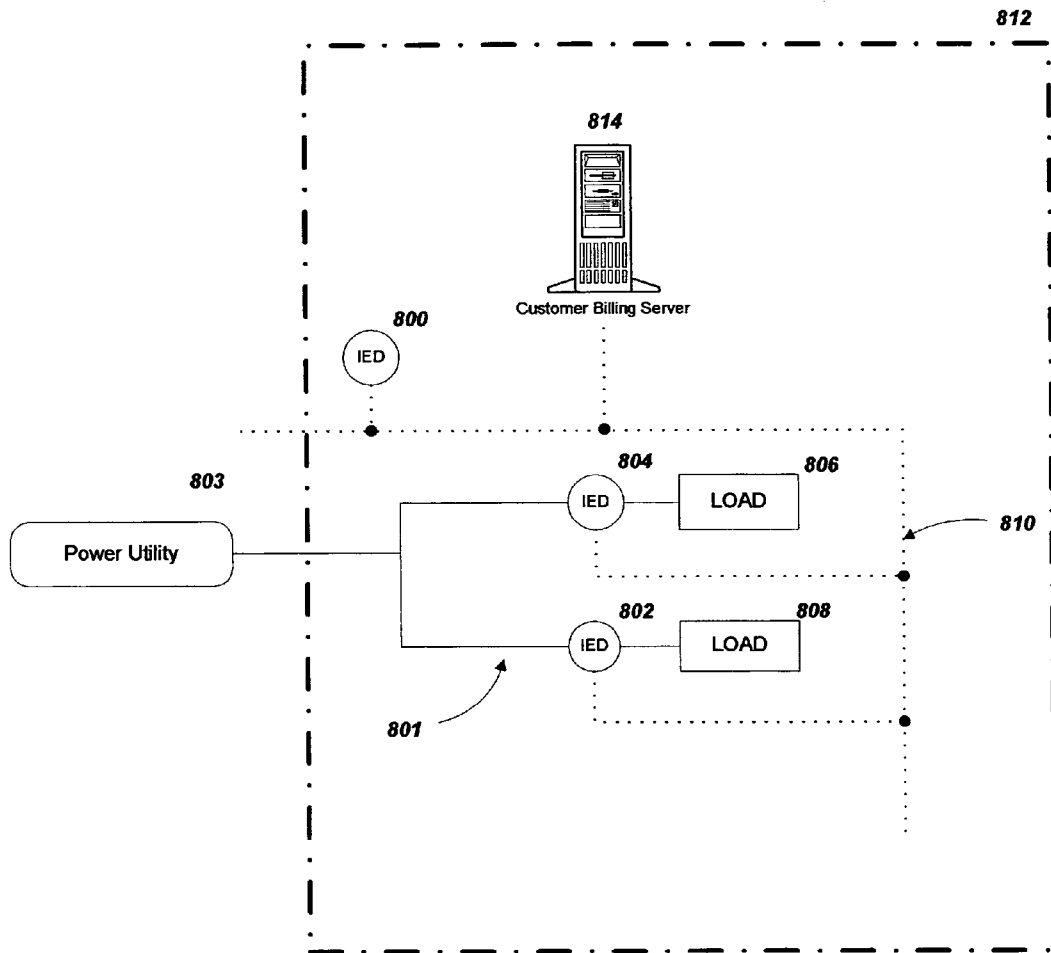 812
814
Customer Billing Server
800
IED
803
804
806
IED
LOAD
810
Power Utility
802
808
IED
LOAD
801